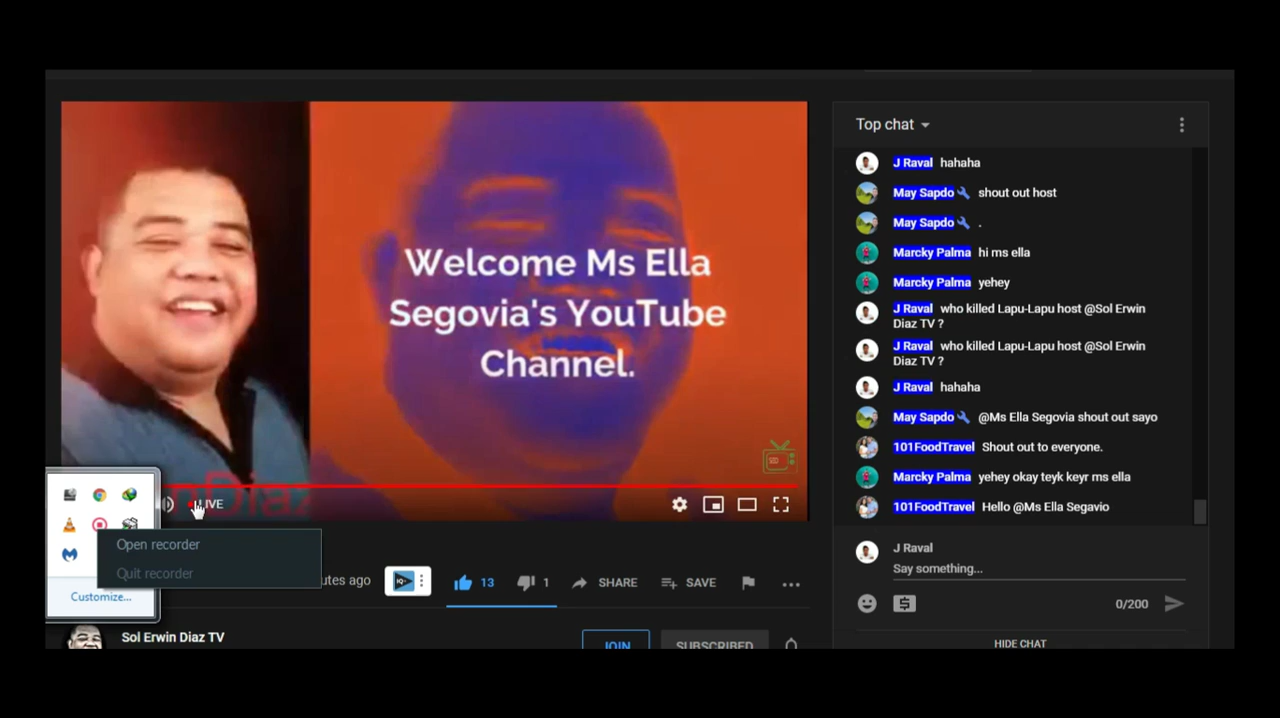 Welcome Ms Ella
Segovia's YouTube
Channel.
LIVE
Open recorder
Quit recorder
Customize...
utes ago
13
1
SHARE
SAVE
Sol Erwin Diaz TV
JOIN
SUBSCRIBED
Top chat
J Raval hahaha
May Sapdo shout out host
May Sapdo .
Marcky Palma hi ms ella
Marcky Palma yehey
J Raval who killed Lapu-Lapu host @Sol Erwin
Diaz TV ?
J Raval who killed Lapu-Lapu host @Sol Erwin
Diaz TV ?
J Raval hahaha
May Sapdo @Ms Ella Segovia shout out sayo
101FoodTravel Shout out to everyone.
Marcky Palma yehey okay teyk keyr ms ella
101FoodTravel Hello @Ms Ella Segavio
J Raval
Say something...
0/200
HIDE CHAT